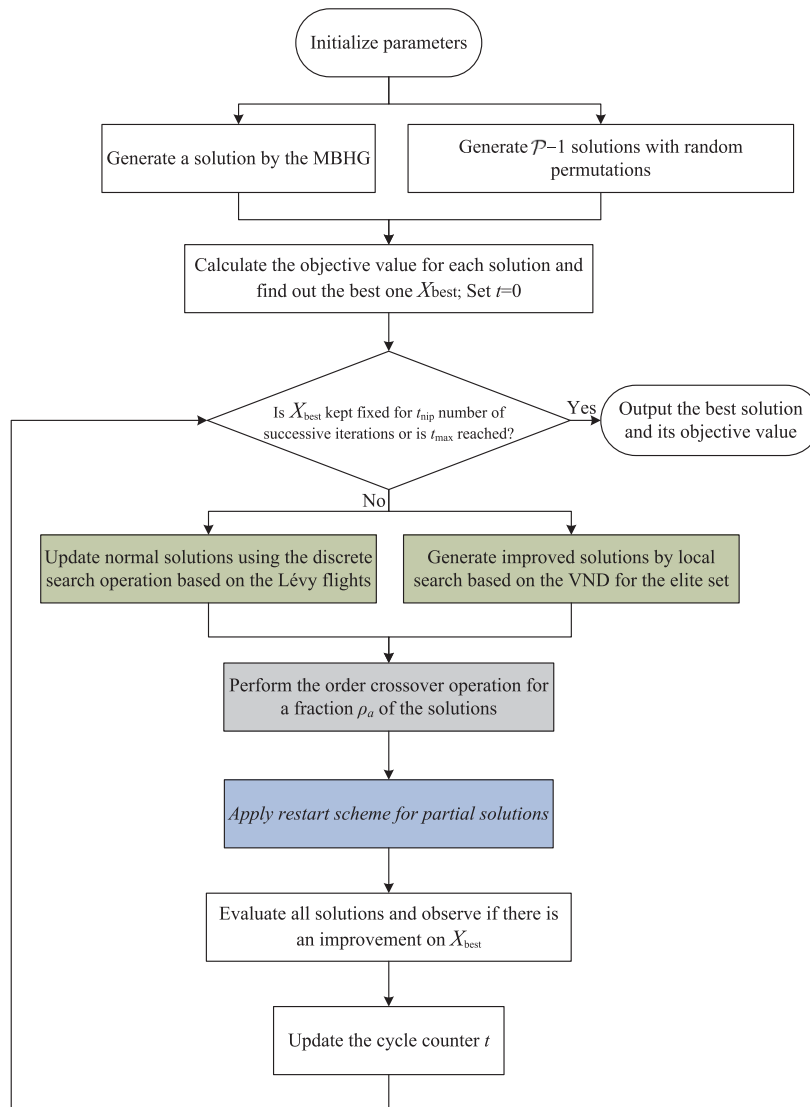 Initialize parameters
Generate a solution by the MBHG
Generate 𝒫−1 solutions with random
permutations
Calculate the objective value for each solution and
find out the best one Xbest; Set t=0
Is Xbest kept fixed for tnip number of
successive iterations or is tmax reached?
Yes
Output the best solution
and its objective value
No
Update normal solutions using the discrete
search operation based on the Lévy flights
Generate improved solutions by local
search based on the VND for the elite set
Perform the order crossover operation for
a fraction ρa of the solutions
Apply restart scheme for partial solutions
Evaluate all solutions and observe if there is
an improvement on Xbest
Update the cycle counter t